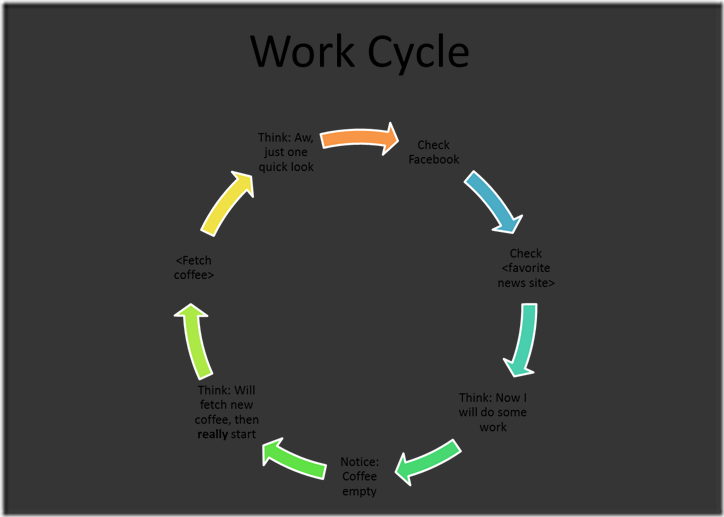 Work Cycle
Think: Aw,
just one
quick look
Check
Facebook
Check
<favorite
news site>
Think: Now I
will do some
work
Notice:
Coffee
empty
Think: Will
fetch new
coffee, then
really start
<Fetch
coffee>